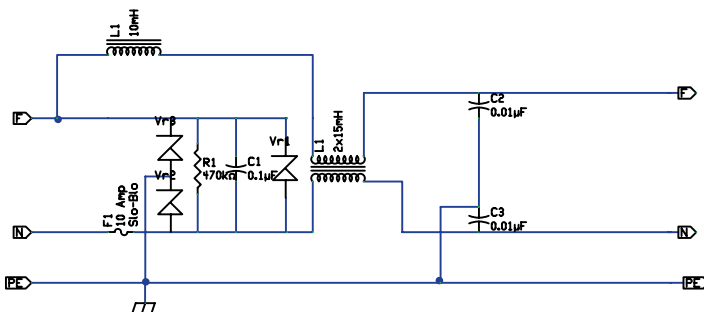 L1
10mH
F
Vr3
Vr2
R1
470kΩ
C1
0.1µF
Vr1
L1
2x15mH
C2
0.01µF
F
N
F1
10 Amp
Slo-Blo
C3
0.01µF
N
PE
PE